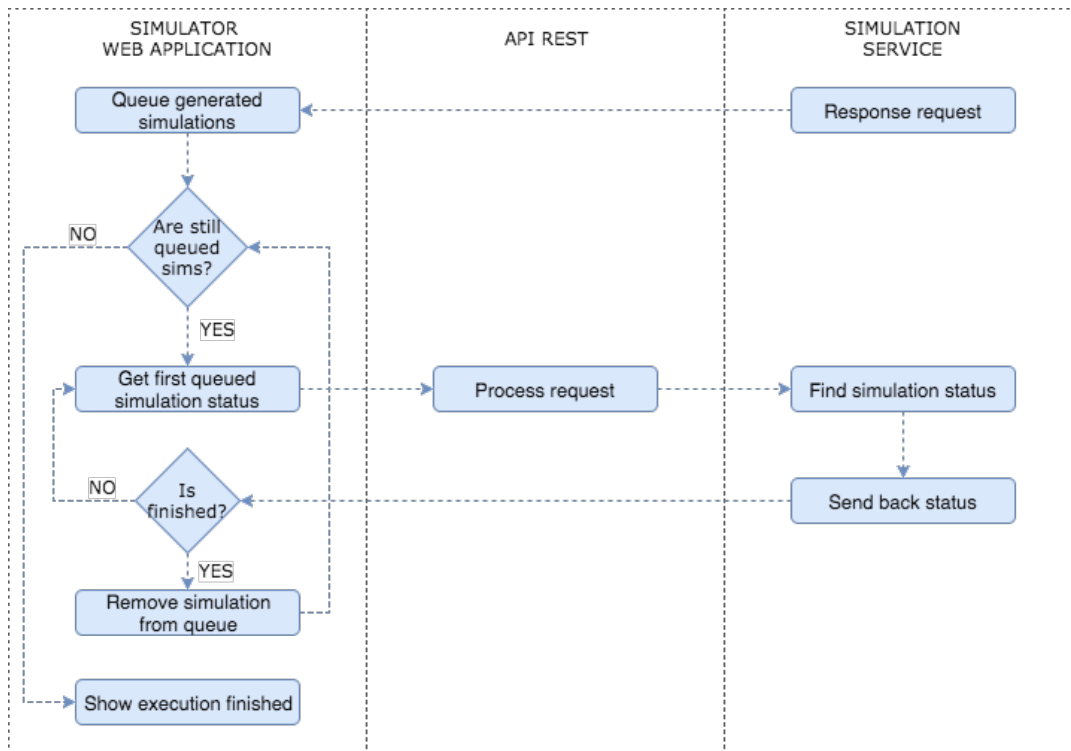 SIMULATOR
WEB APPLICATION
API REST
SIMULATION
SERVICE
Queue generated
simulations
Response request
Are still
queued
sims?
NO
YES
Get first queued
simulation status
Process request
Find simulation status
Is
finished?
NO
Send back status
YES
Remove simulation
from queue
Show execution finished